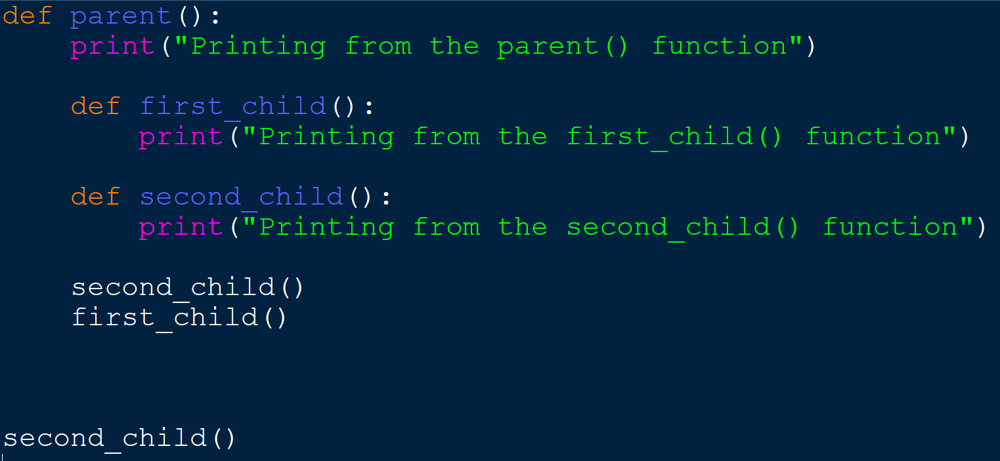 def parent():
    print("Printing from the parent() function")
    def first_child():
        print("Printing from the first_child() function")
    def second_child():
        print("Printing from the second_child() function")
    second_child()
    first_child()
second_child()